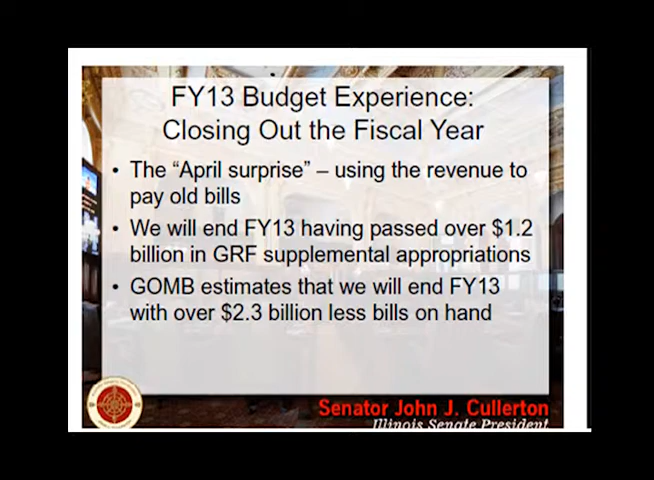 FY13 Budget Experience:
Closing Out the Fiscal Year
• The “April surprise” – using the revenue to
pay old bills
• We will end FY13 having passed over $1.2
billion in GRF supplemental appropriations
• GOMB estimates that we will end FY13
with over $2.3 billion less bills on hand
Senator John J. Cullerton
Illinois Senate President